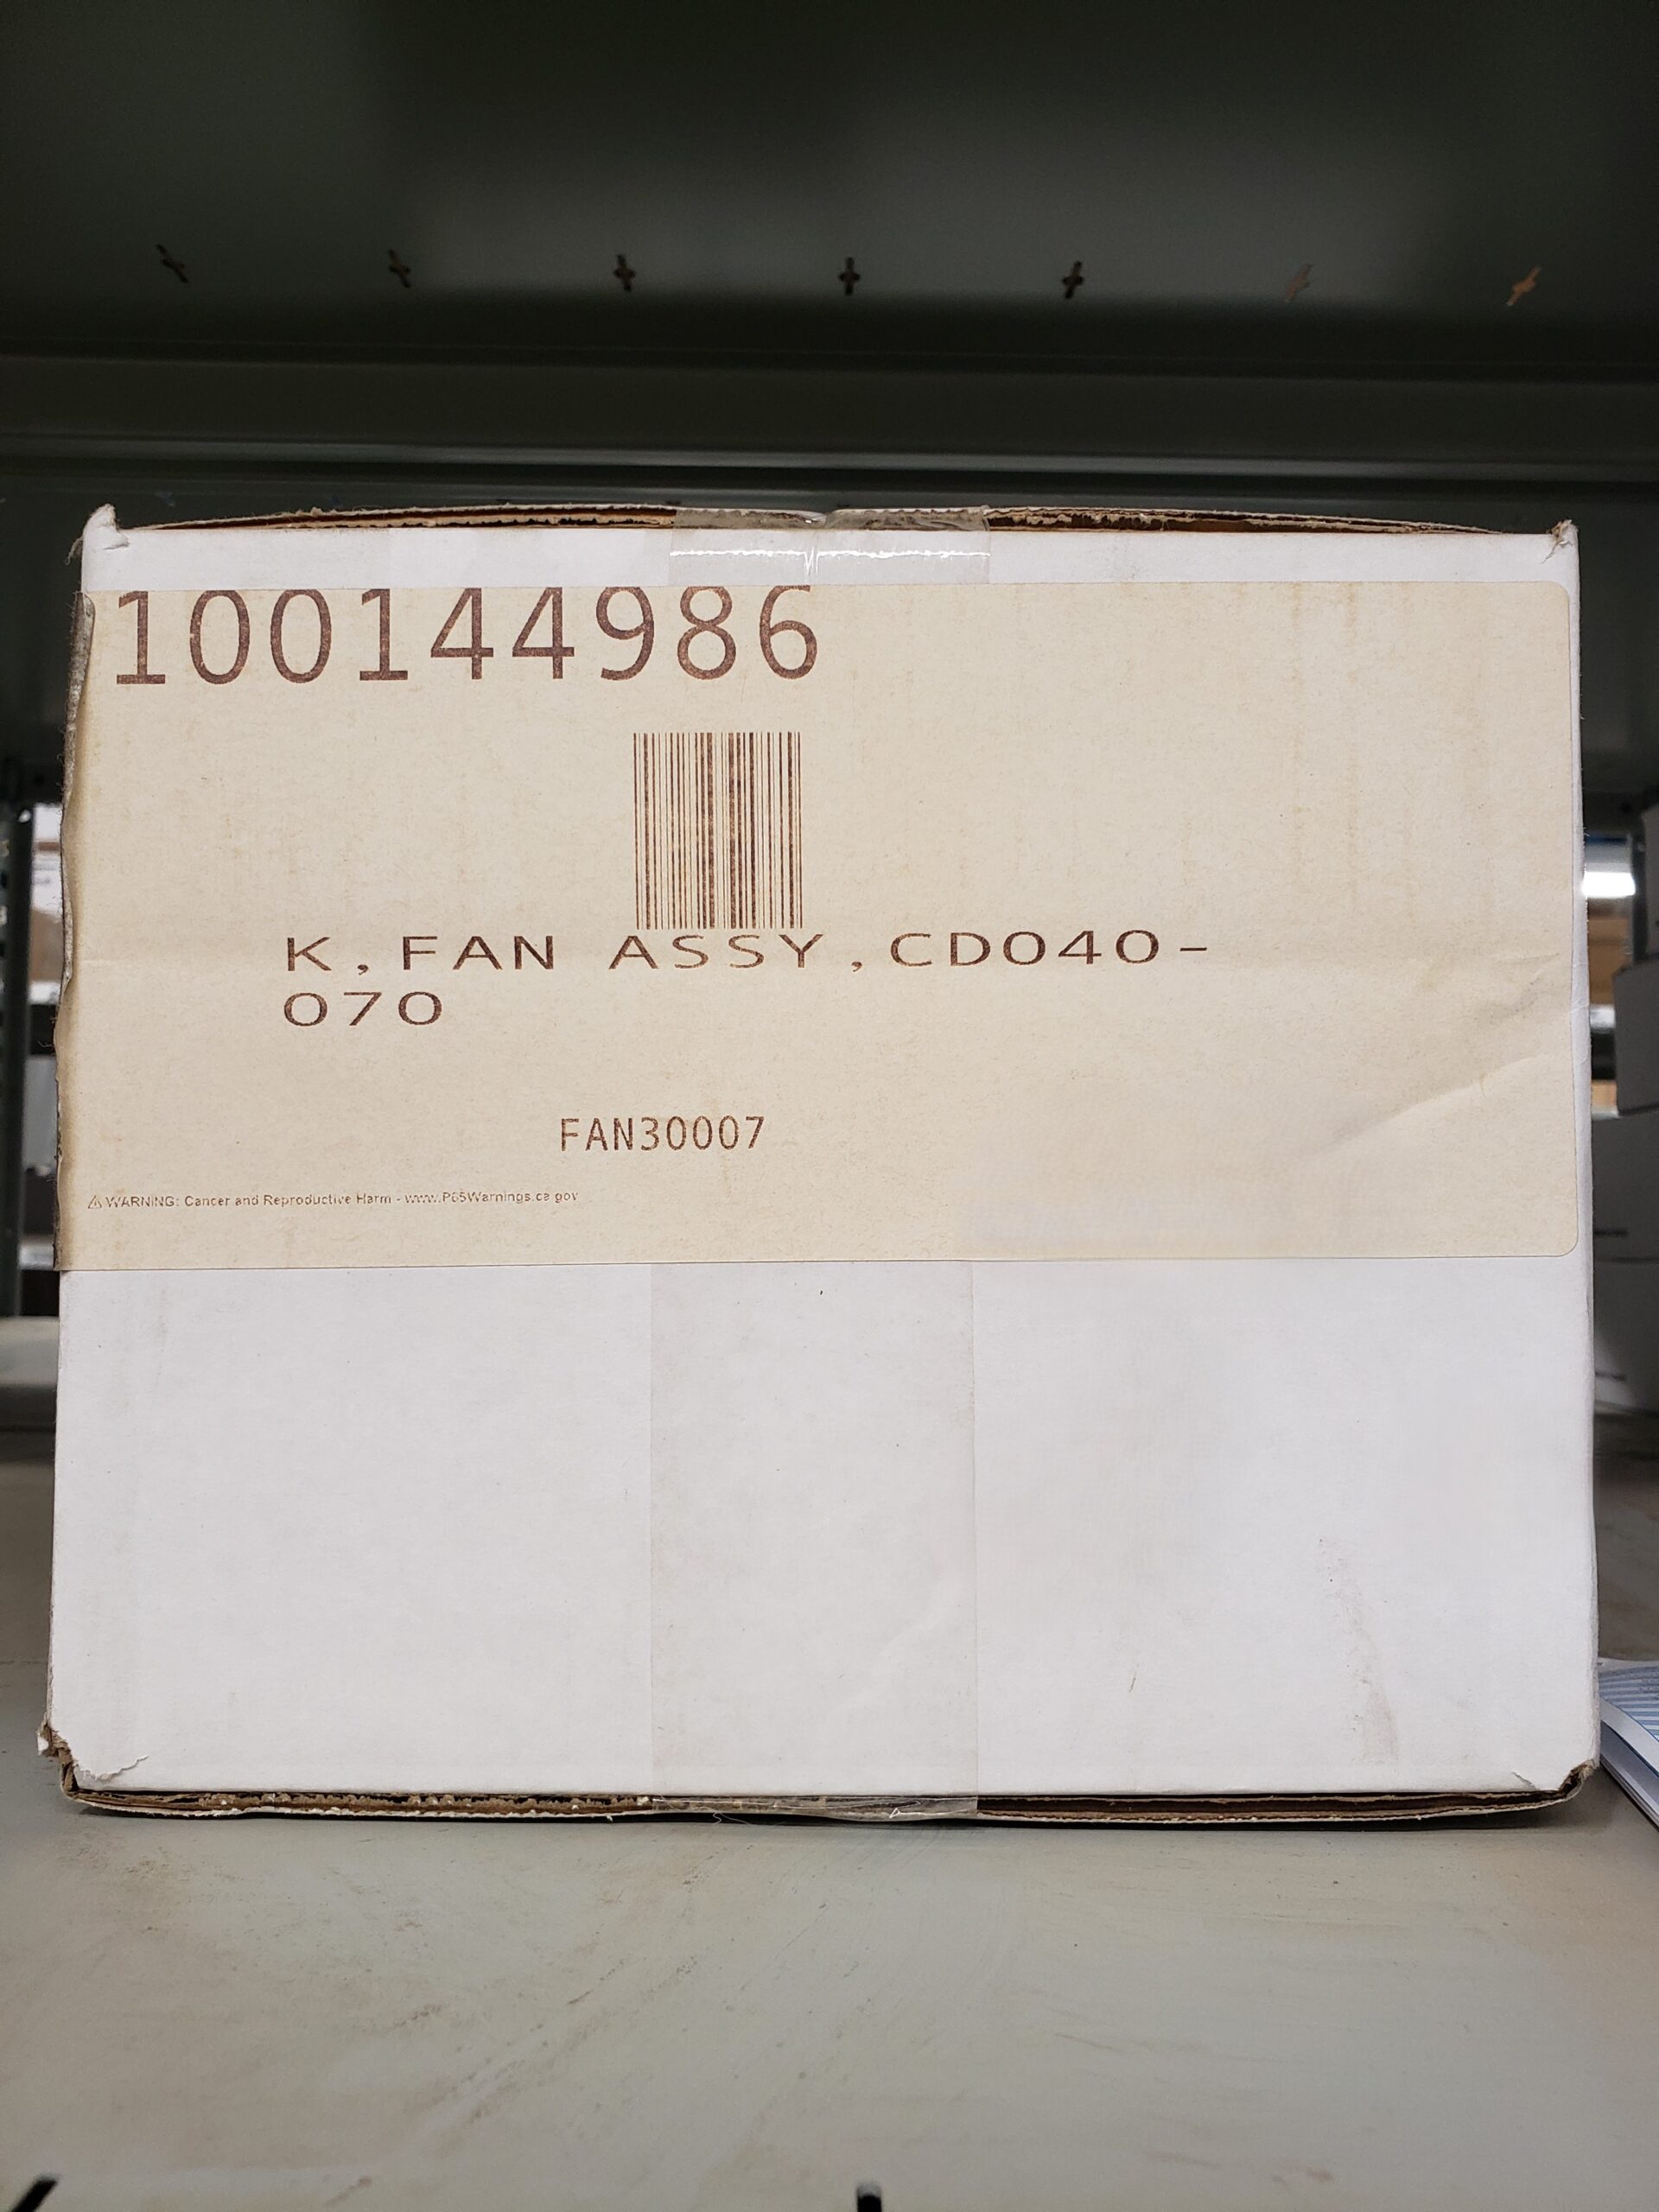 100144986
K,FAN ASSY,CD040-
070
FAN30007
⚠ WARNING: Cancer and Reproductive Harm - www.P65Warnings.ca.gov